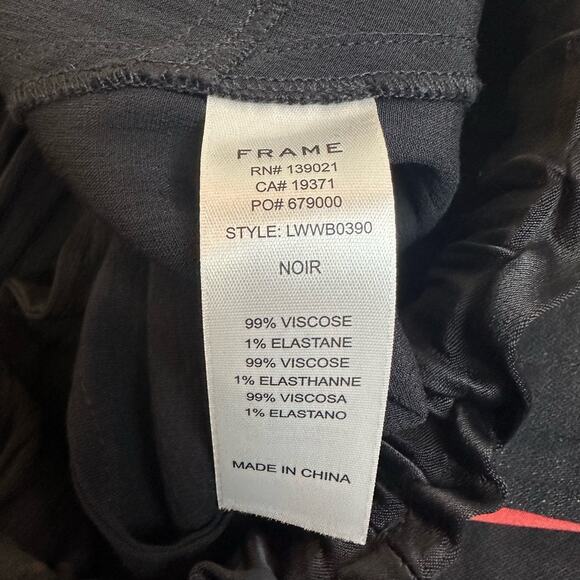 FRAME
RN# 139021
CA# 19371
PO# 679000
STYLE: LWWB0390
NOIR
99% VISCOSE
1% ELASTANE
99% VISCOSE
1% ELASTHANNE
99% VISCOSA
1% ELASTANO
MADE IN CHINA